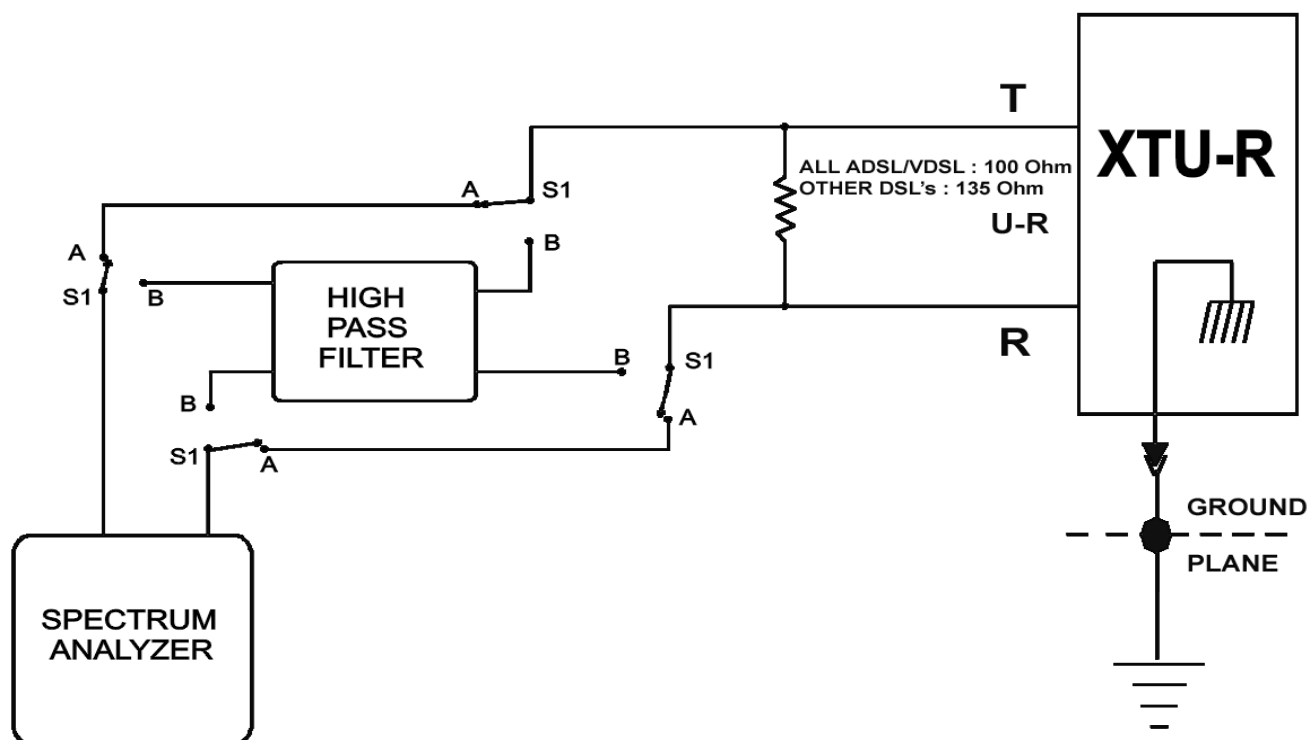 T
XTU-R
ALL ADSL/VDSL : 100 Ohm
OTHER DSL's : 135 Ohm
U-R
A
S1
B
A
S1
B
HIGH
PASS
FILTER
B
S1
A
R
B
S1
A
GROUND
PLANE
SPECTRUM
ANALYZER